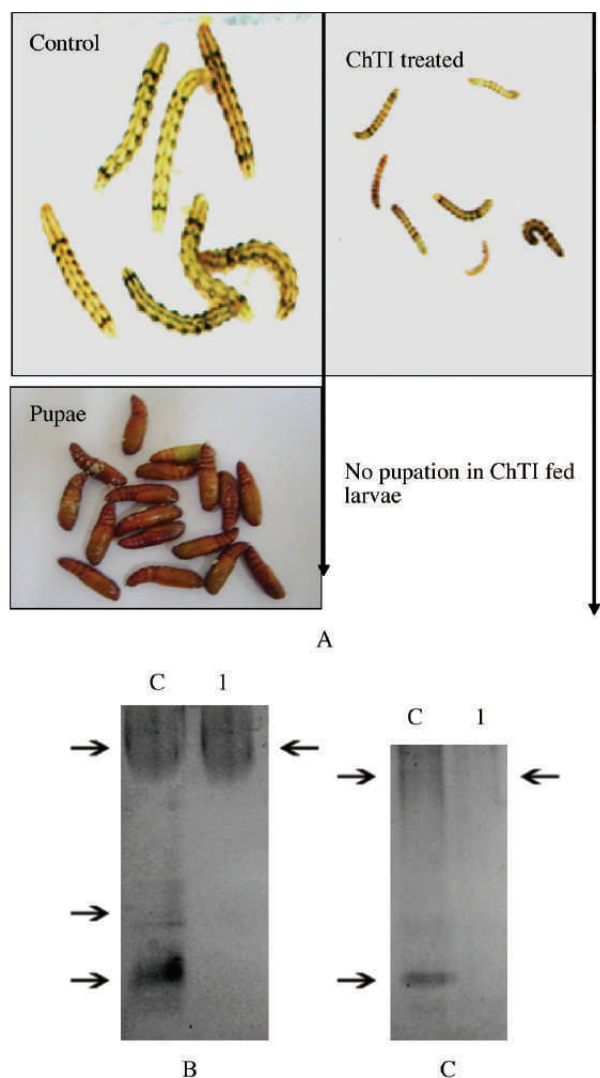 Control
ChTI treated
Pupae
No pupation in ChTI fed
larvae
A
C 1
C 1
B
C